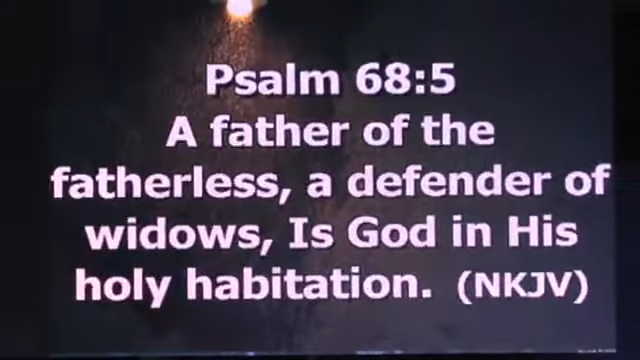 Psalm 68:5
A father of the
fatherless, a defender of
widows, Is God in His
holy habitation. (NKJV)